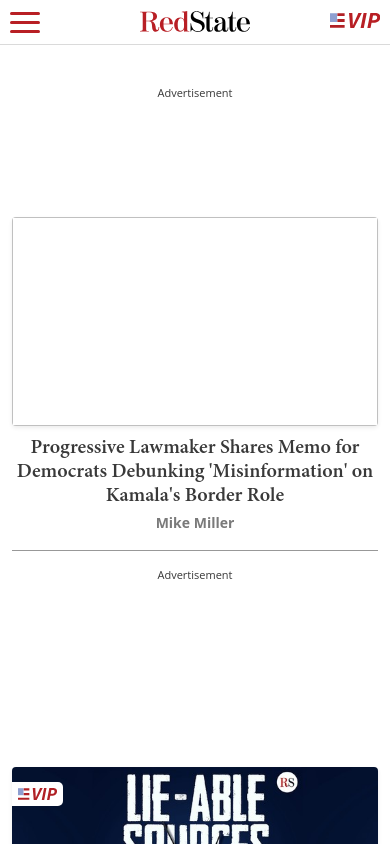 RedState
VIP
Advertisement
Progressive Lawmaker Shares Memo for
Democrats Debunking 'Misinformation' on
Kamala's Border Role
Mike Miller
Advertisement
VIP
RS
LIE-ABLE
SOURCES